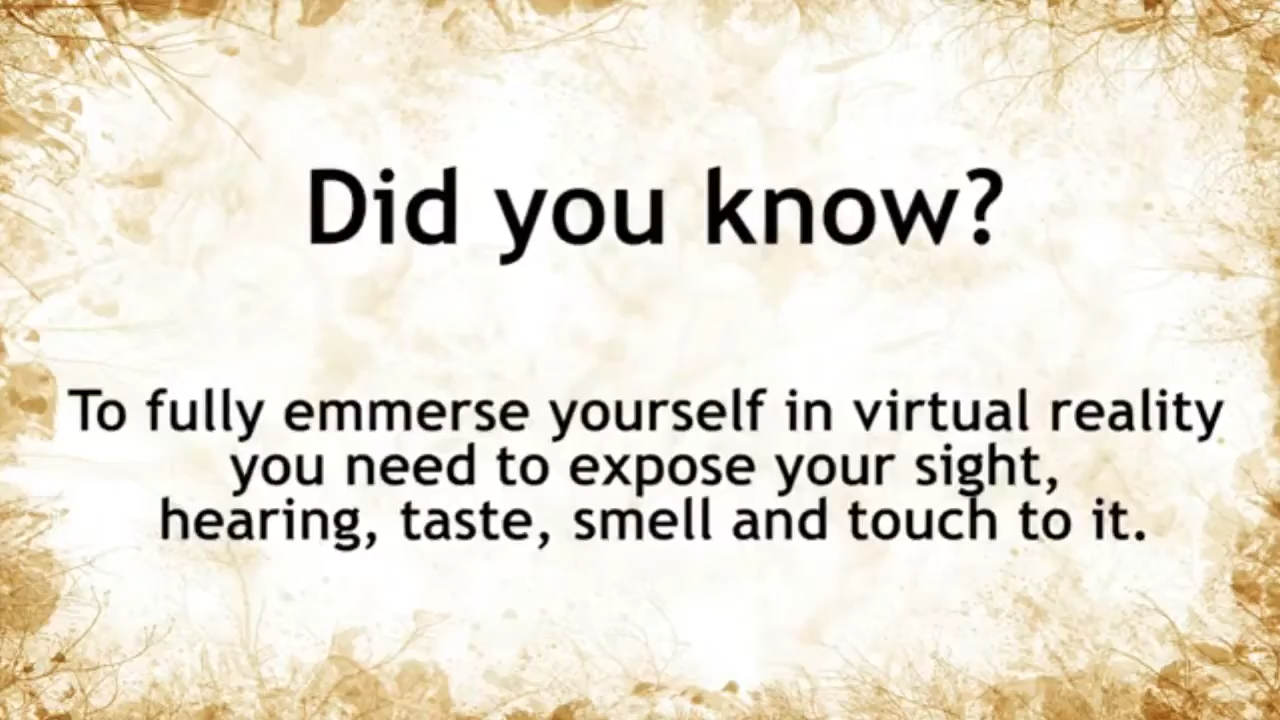 Did you know?
To fully emmerse yourself in virtual reality
you need to expose your sight,
hearing, taste, smell and touch to it.